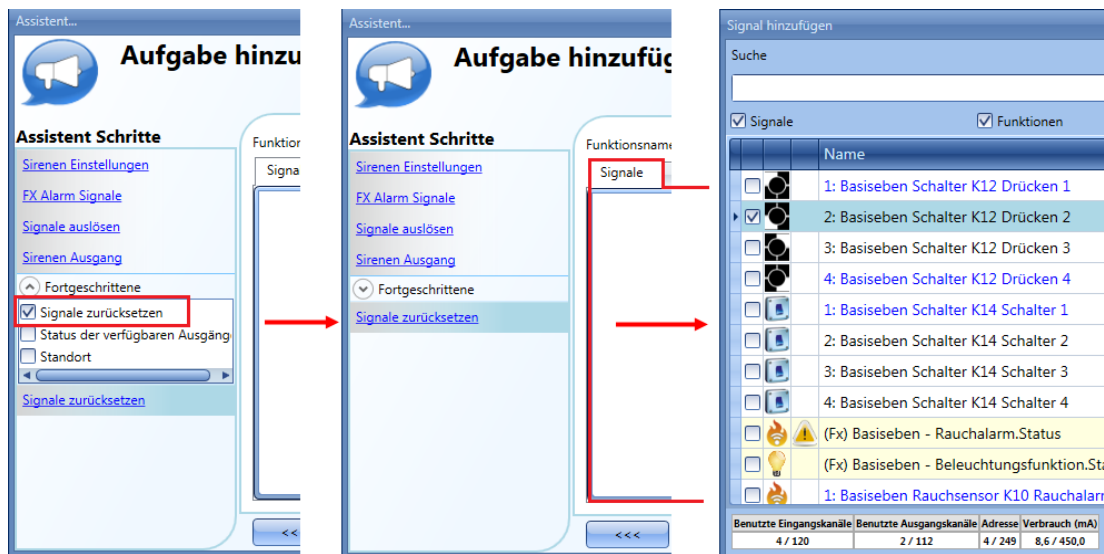 Assistent...
Aufgabe hinzu
Assistent Schritte
Sirenen Einstellungen
FX Alarm Signale
Signale auslösen
Sirenen Ausgang
Fortgeschrittene
Signale zurücksetzen
Status der verfügbaren Ausgäng
Standort
Signale zurücksetzen
Funktion
Signa
<<
Assistent...
Aufgabe hinzufüg
Assistent Schritte
Sirenen Einstellungen
FX Alarm Signale
Signale auslösen
Sirenen Ausgang
Fortgeschrittene
Signale zurücksetzen
Funktionsname
Signale
<<<
Signal hinzufügen
Suche
Signale Funktionen
Name
1: Basiseben Schalter K12 Drücken 1
2: Basiseben Schalter K12 Drücken 2
3: Basiseben Schalter K12 Drücken 3
4: Basiseben Schalter K12 Drücken 4
1: Basiseben Schalter K14 Schalter 1
2: Basiseben Schalter K14 Schalter 2
3: Basiseben Schalter K14 Schalter 3
4: Basiseben Schalter K14 Schalter 4
(Fx) Basiseben - Rauchalarm.Status
(Fx) Basiseben - Beleuchtungsfunktion.Sta
1: Basiseben Rauchsensor K10 Rauchalarm
Benutzte Eingangskanäle Benutzte Ausgangskanäle Adresse Verbrauch (mA)
4 / 120 2 / 112 4 / 249 8,6 / 450,0